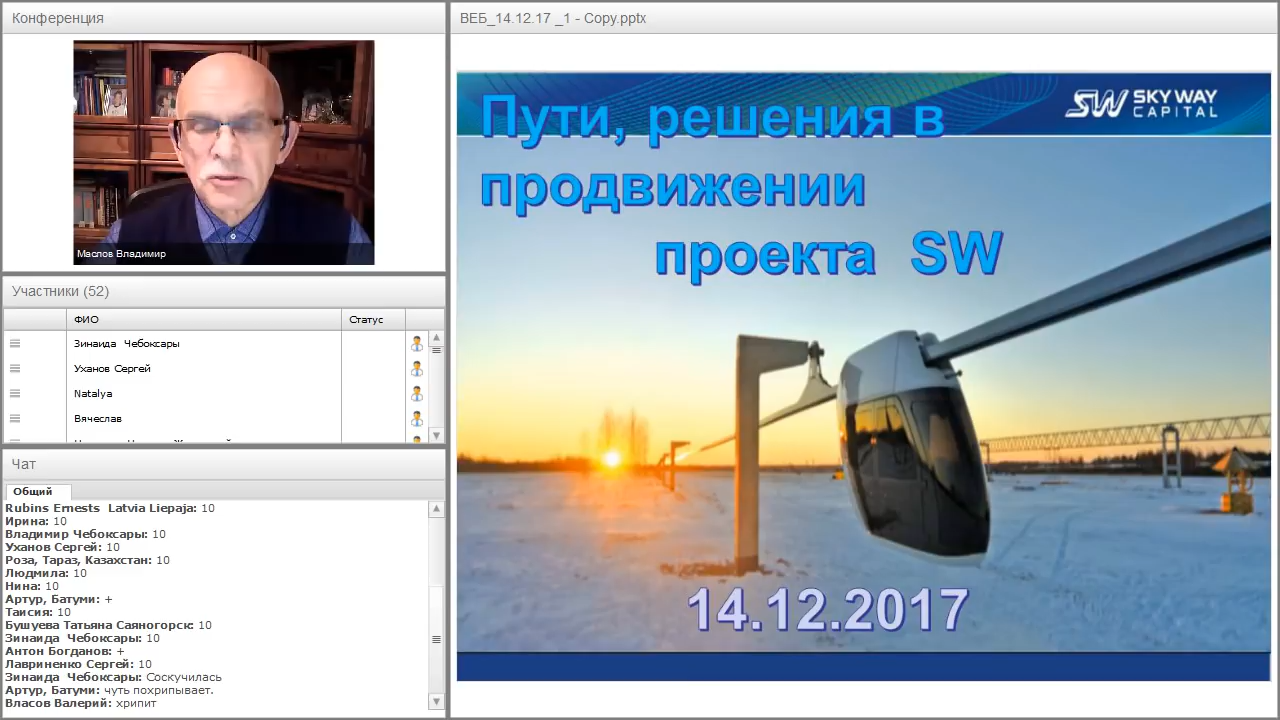 Конференция
Маслов Владимир
Участники (52)
ФИО
Статус
Зинаида Чебоксары
Уханов Сергей
Natalya
Вячеслав
Чат
Общий
Rubins Ernests Latvia Liepaja: 10
Ирина: 10
Владимир Чебоксары: 10
Уханов Сергей: 10
Роза, Тараз, Казахстан: 10
Людмила: 10
Нина: 10
Артур, Батуми: +
Таисия: 10
Бушуева Татьяна Саяногорск: 10
Зинаида Чебоксары: 10
Антон Богданов: +
Лавриненко Сергей: 10
Зинаида Чебоксары: Соскучилась
Артур, Батуми: чуть похрипывает.
Власов Валерий: хрипит
ВЕБ_14.12.17 _1 - Copy.pptx
SW SKY WAY
CAPITAL
Пути, решения в
продвижении
проекта SW
14.12.2017